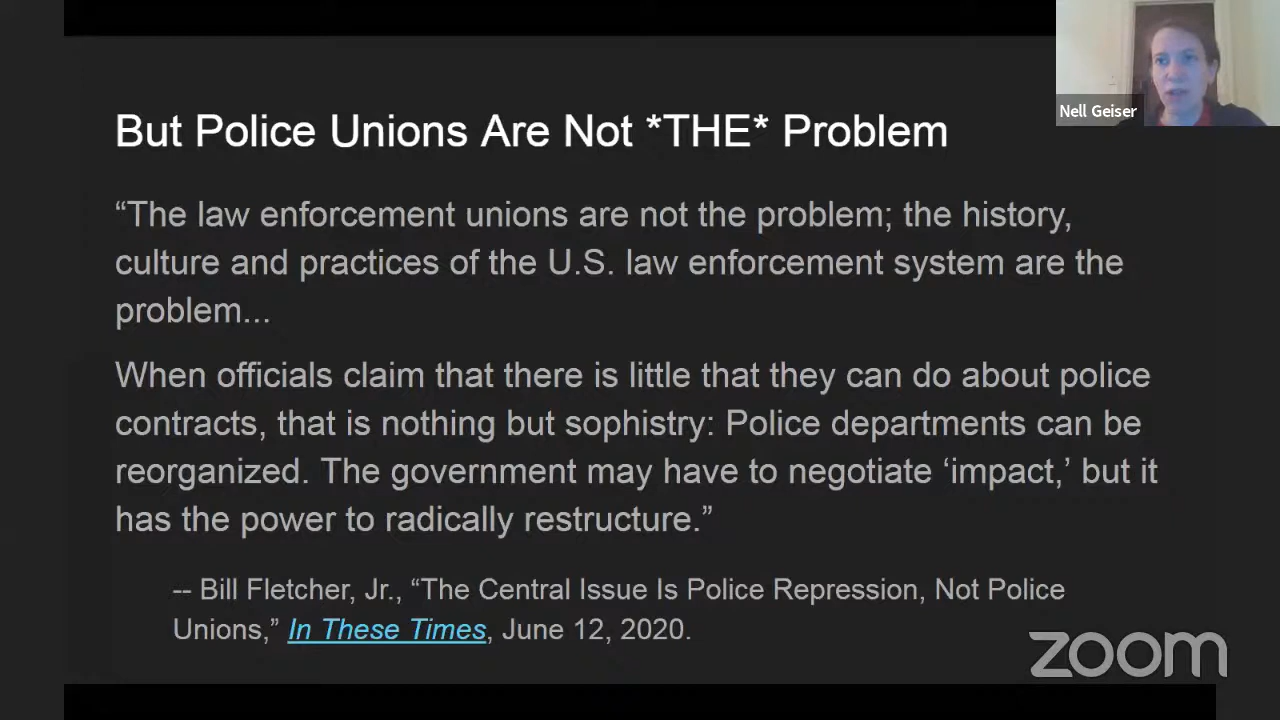 Nell Geiser
But Police Unions Are Not *THE* Problem
“The law enforcement unions are not the problem; the history,
culture and practices of the U.S. law enforcement system are the
problem...
When officials claim that there is little that they can do about police
contracts, that is nothing but sophistry: Police departments can be
reorganized. The government may have to negotiate ‘impact,’ but it
has the power to radically restructure.”
-- Bill Fletcher, Jr., “The Central Issue Is Police Repression, Not Police
Unions,” In These Times, June 12, 2020.
zoom